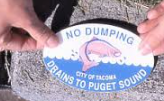 NO DUMPING
CITY OF TACOMA
DRAINS TO PUGET SOUND